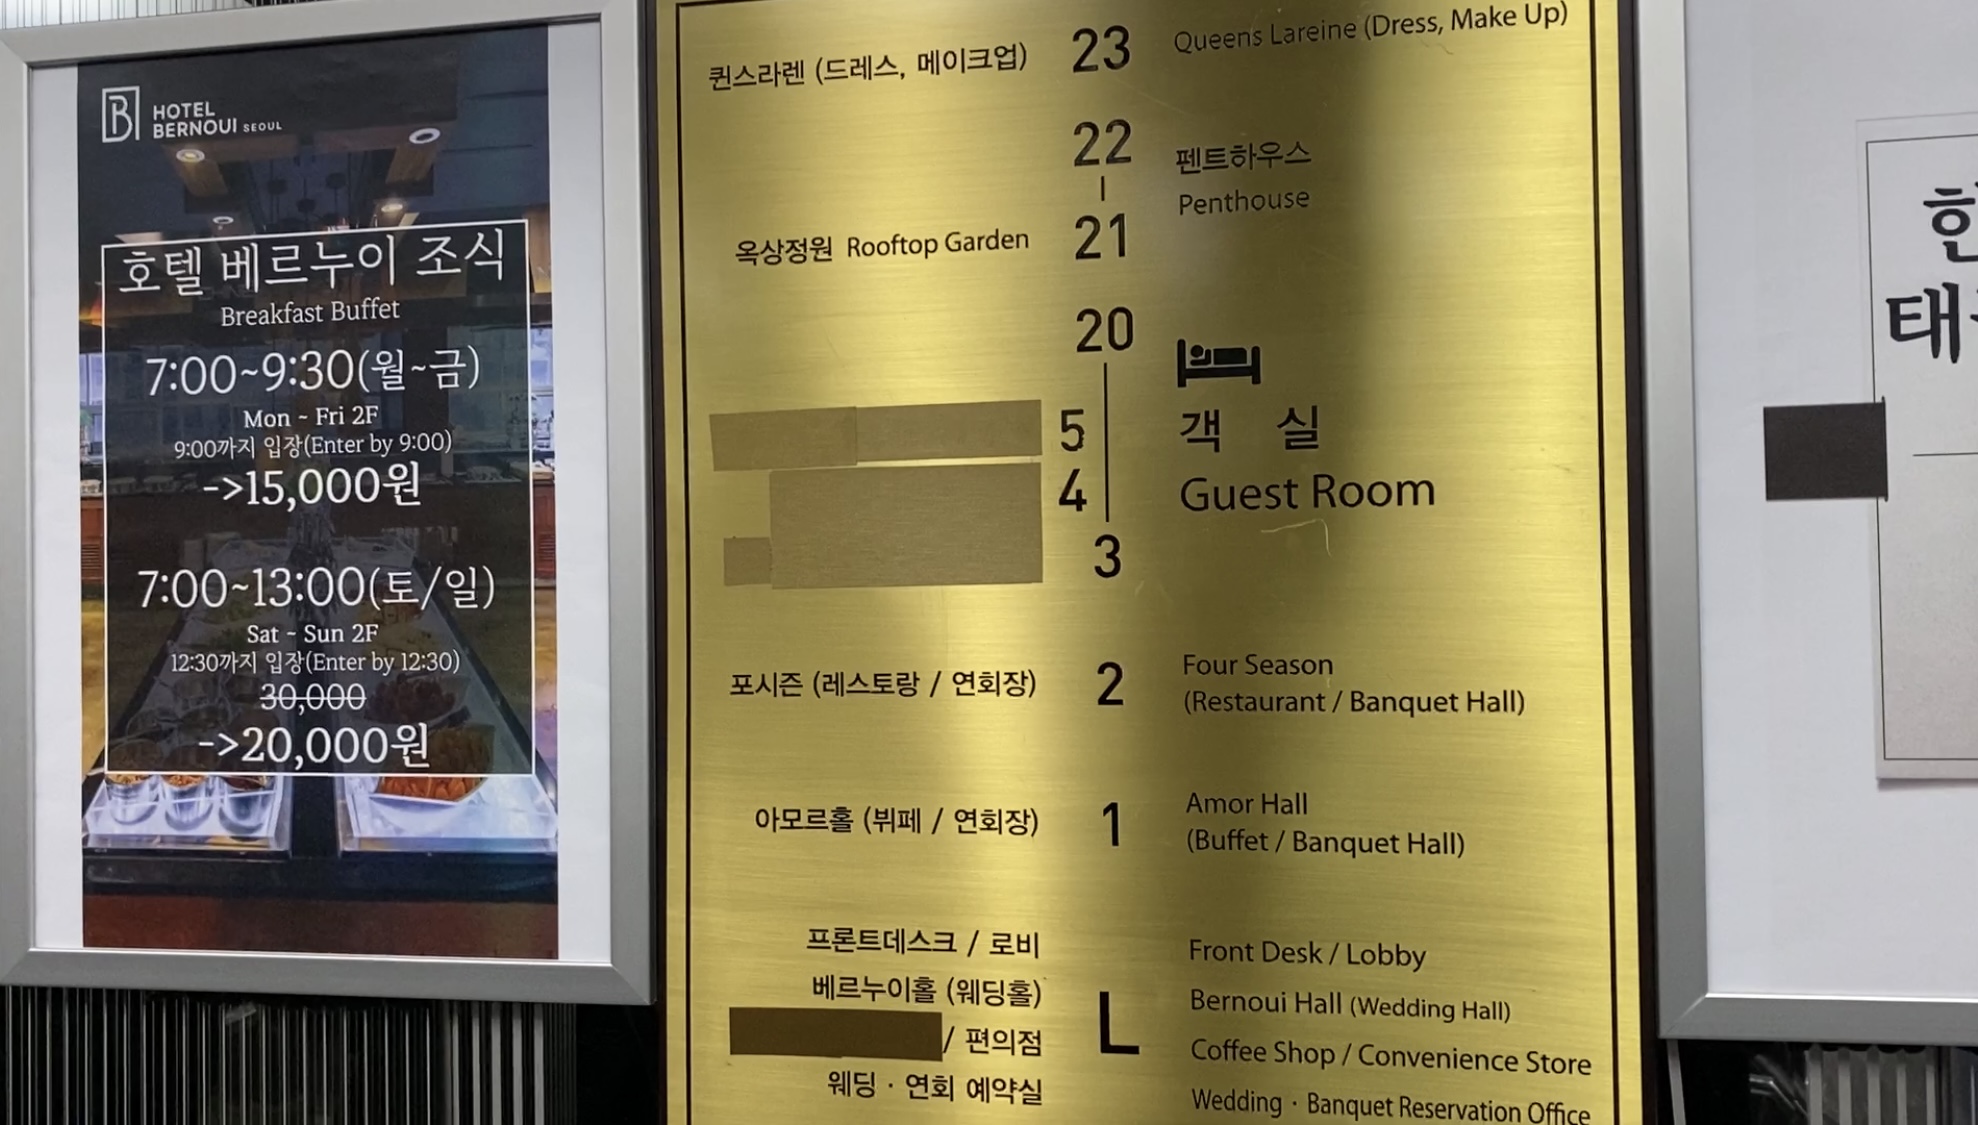 HOTEL
BERNOUI SEOUL
호텔 베르누이 조식
Breakfast Buffet
7:00~9:30(월~금)
Mon ~ Fri 2F
9:00까지 입장(Enter by 9:00)
->15,000원
7:00~13:00(토/일)
Sat ~ Sun 2F
12:30까지 입장(Enter by 12:30)
30,000
->20,000원
퀸스라렌 (드레스, 메이크업) 23 Queens Lareine (Dress, Make Up)
22 펜트하우스
Penthouse
옥상정원 Rooftop Garden 21
20
5 객 실
4 Guest Room
3
포시즌 (레스토랑 / 연회장) 2 Four Season
(Restaurant / Banquet Hall)
아모르홀 (뷔페 / 연회장) 1 Amor Hall
(Buffet / Banquet Hall)
프론트데스크 / 로비 Front Desk / Lobby
베르누이홀 (웨딩홀) L Bernoui Hall (Wedding Hall)
/ 편의점 Coffee Shop / Convenience Store
웨딩 · 연회 예약실 Wedding · Banquet Reservation Office